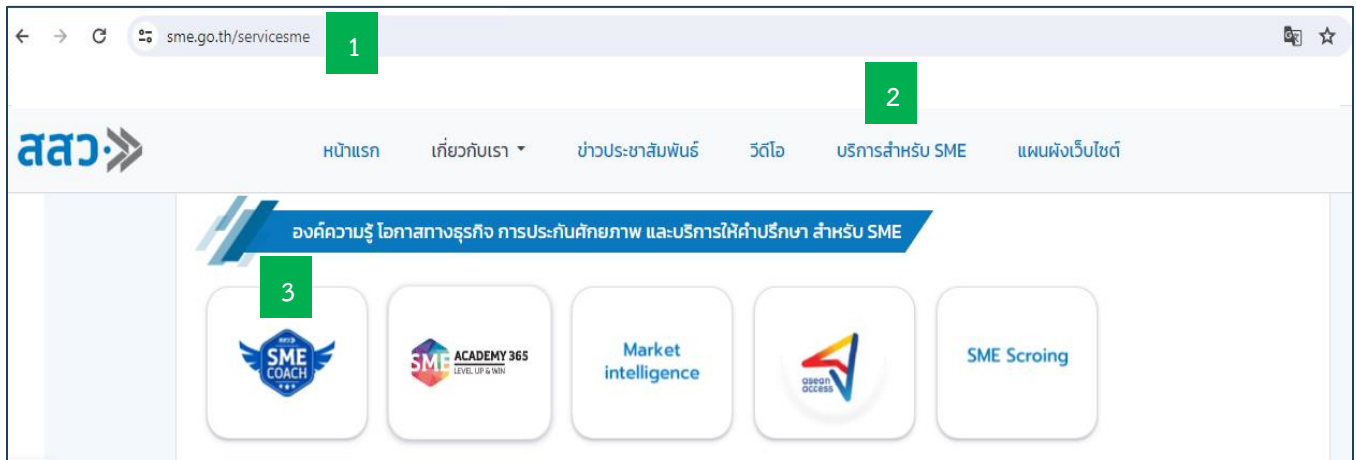 sme.go.th/servicesme
1
2
สสว.
หน้าแรก เกี่ยวกับเรา ข่าวประชาสัมพันธ์ วีดีโอ บริการสำหรับ SME แผนผังเว็บไซต์
องค์ความรู้ โอกาสทางธุรกิจ การประกันศักยภาพ และบริการให้คำปรึกษา สำหรับ SME
3
สสว
SME
COACH
SME ACADEMY 365
LEVEL UP & WIN
Market
intelligence
asean
access
SME Scroing